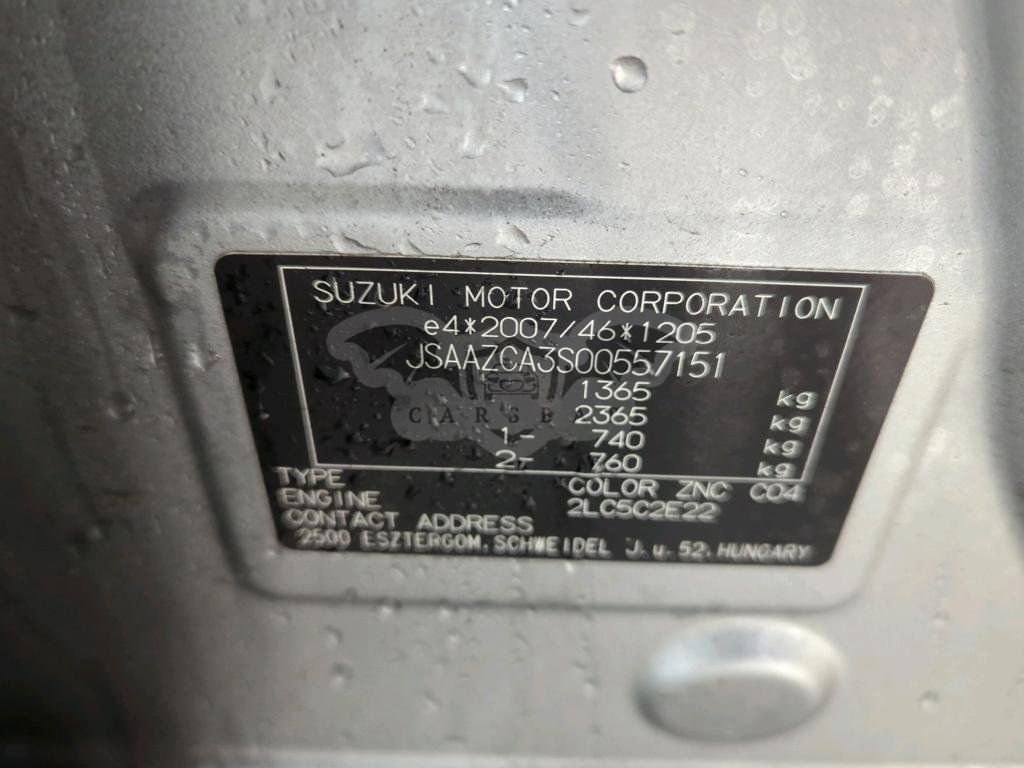 SUZUKI MOTOR CORPORATION
e4*2007/46*1205
JSAAZCA3S00557151
1365 kg
2365 kg
1- 740 kg
2- 760 kg
TYPE COLOR ZNC C04
ENGINE 2LC5C2E22
CONTACT ADDRESS
2500 ESZTERGOM, SCHWEIDEL J. u. 52. HUNGARY
CARSB